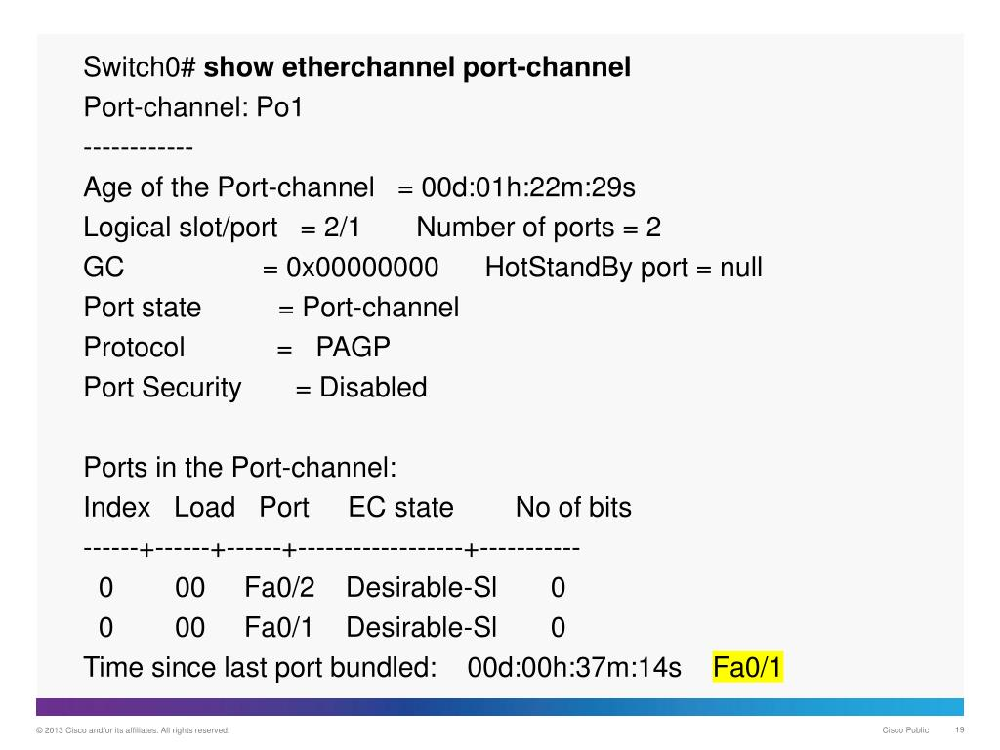 Switch0# show etherchannel port-channel
Port-channel: Po1
------------
Age of the Port-channel   = 00d:01h:22m:29s
Logical slot/port   = 2/1       Number of ports = 2
GC                  = 0x00000000      HotStandBy port = null
Port state          = Port-channel
Protocol            =   PAGP
Port Security       = Disabled
Ports in the Port-channel:
Index   Load   Port     EC state        No of bits
------+------+------+------------------+-----------
  0        00     Fa0/2    Desirable-Sl       0
  0        00     Fa0/1    Desirable-Sl       0
Time since last port bundled:    00d:00h:37m:14s    Fa0/1
© 2013 Cisco and/or its affiliates. All rights reserved.    Cisco Public    19